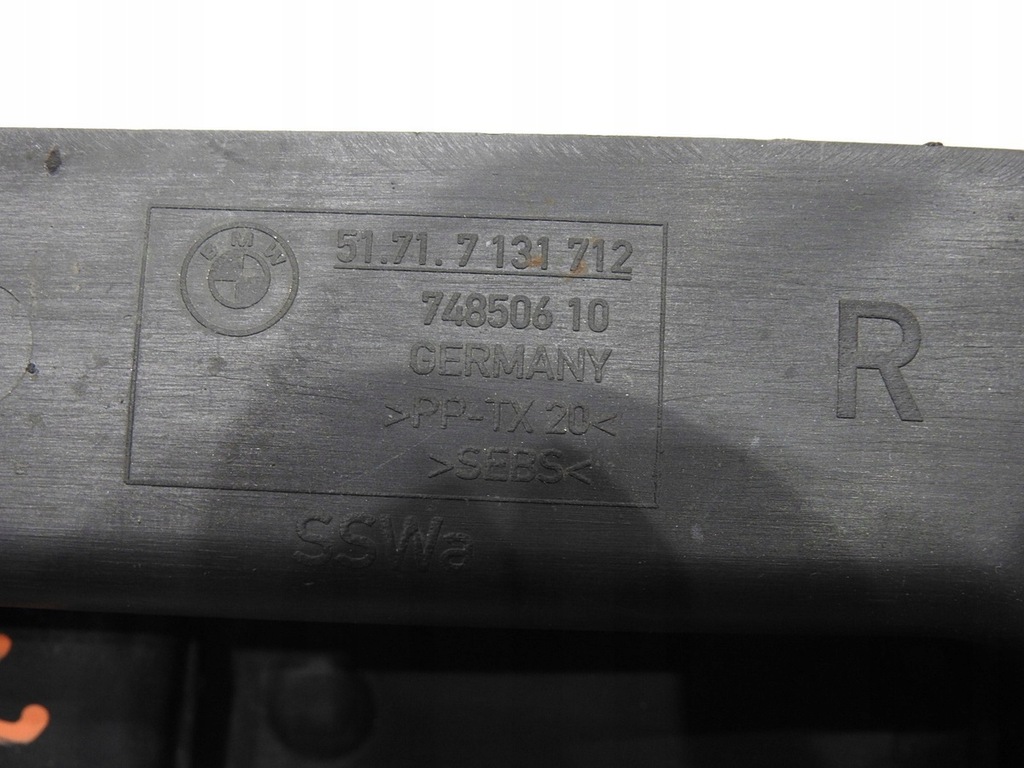 BMW
51.71. 7 131 712
748506 10
GERMANY
>PP-TX 20<
>SEBS<
R
SSWa